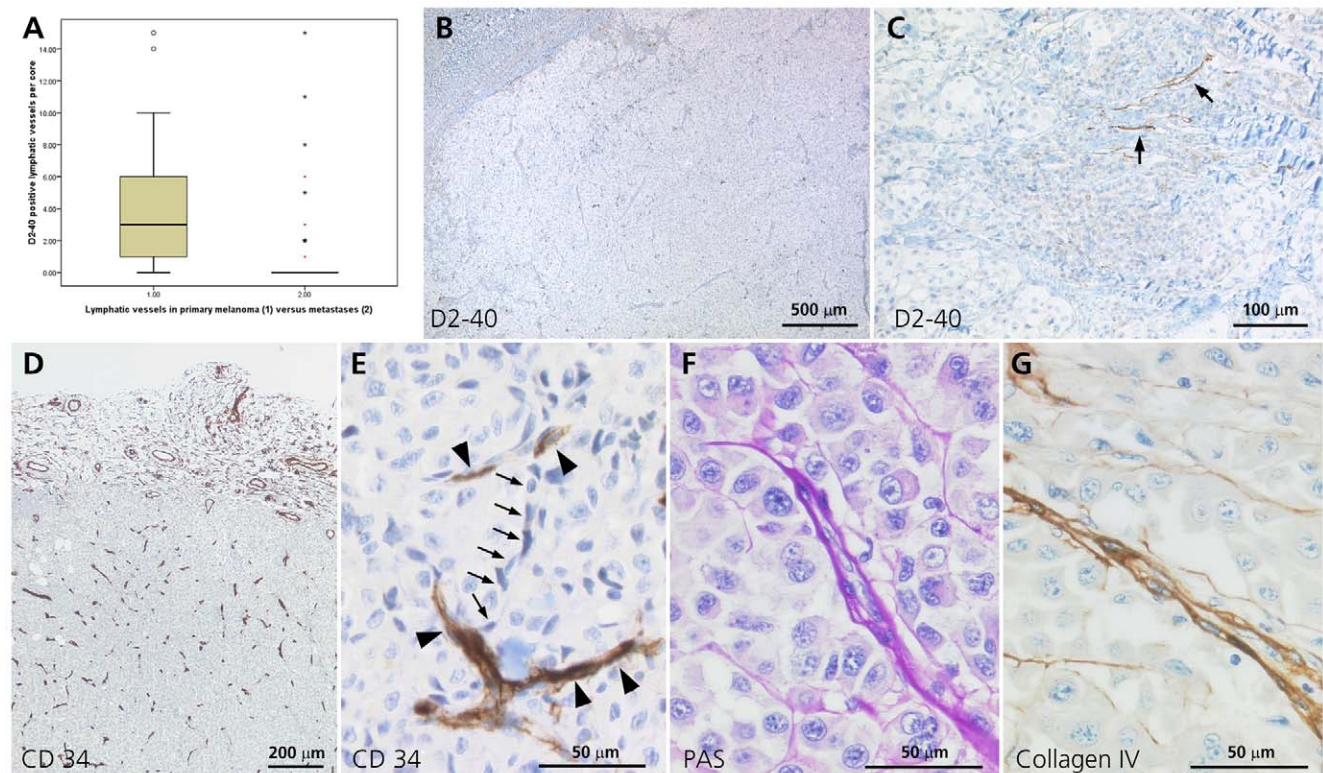 A
D2-40 positive lymphatic vessels per core
14.00
12.00
10.00
8.00
6.00
4.00
2.00
0.00
1.00
2.00
Lymphatic vessels in primary melanoma (1) versus metastases (2)
B
D2-40
500 µm
C
D2-40
100 µm
D
CD 34
200 µm
E
CD 34
50 µm
F
PAS
50 µm
G
Collagen IV
50 µm